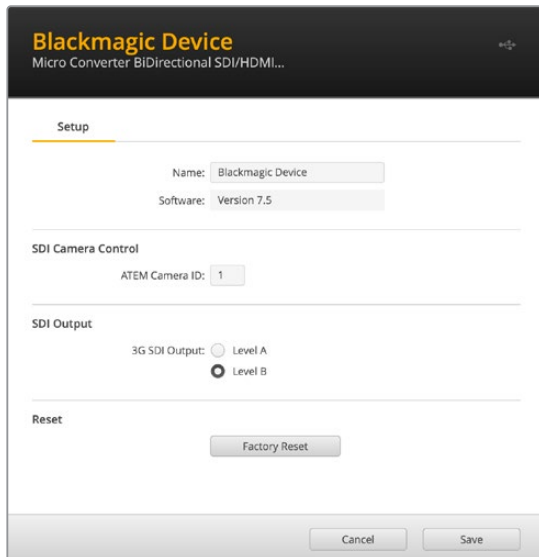 Blackmagic Device
Micro Converter BiDirectional SDI/HDMI...
Setup
Name: Blackmagic Device
Software: Version 7.5
SDI Camera Control
ATEM Camera ID: 1
SDI Output
3G SDI Output: Level A
Level B
Reset
Factory Reset
Cancel Save